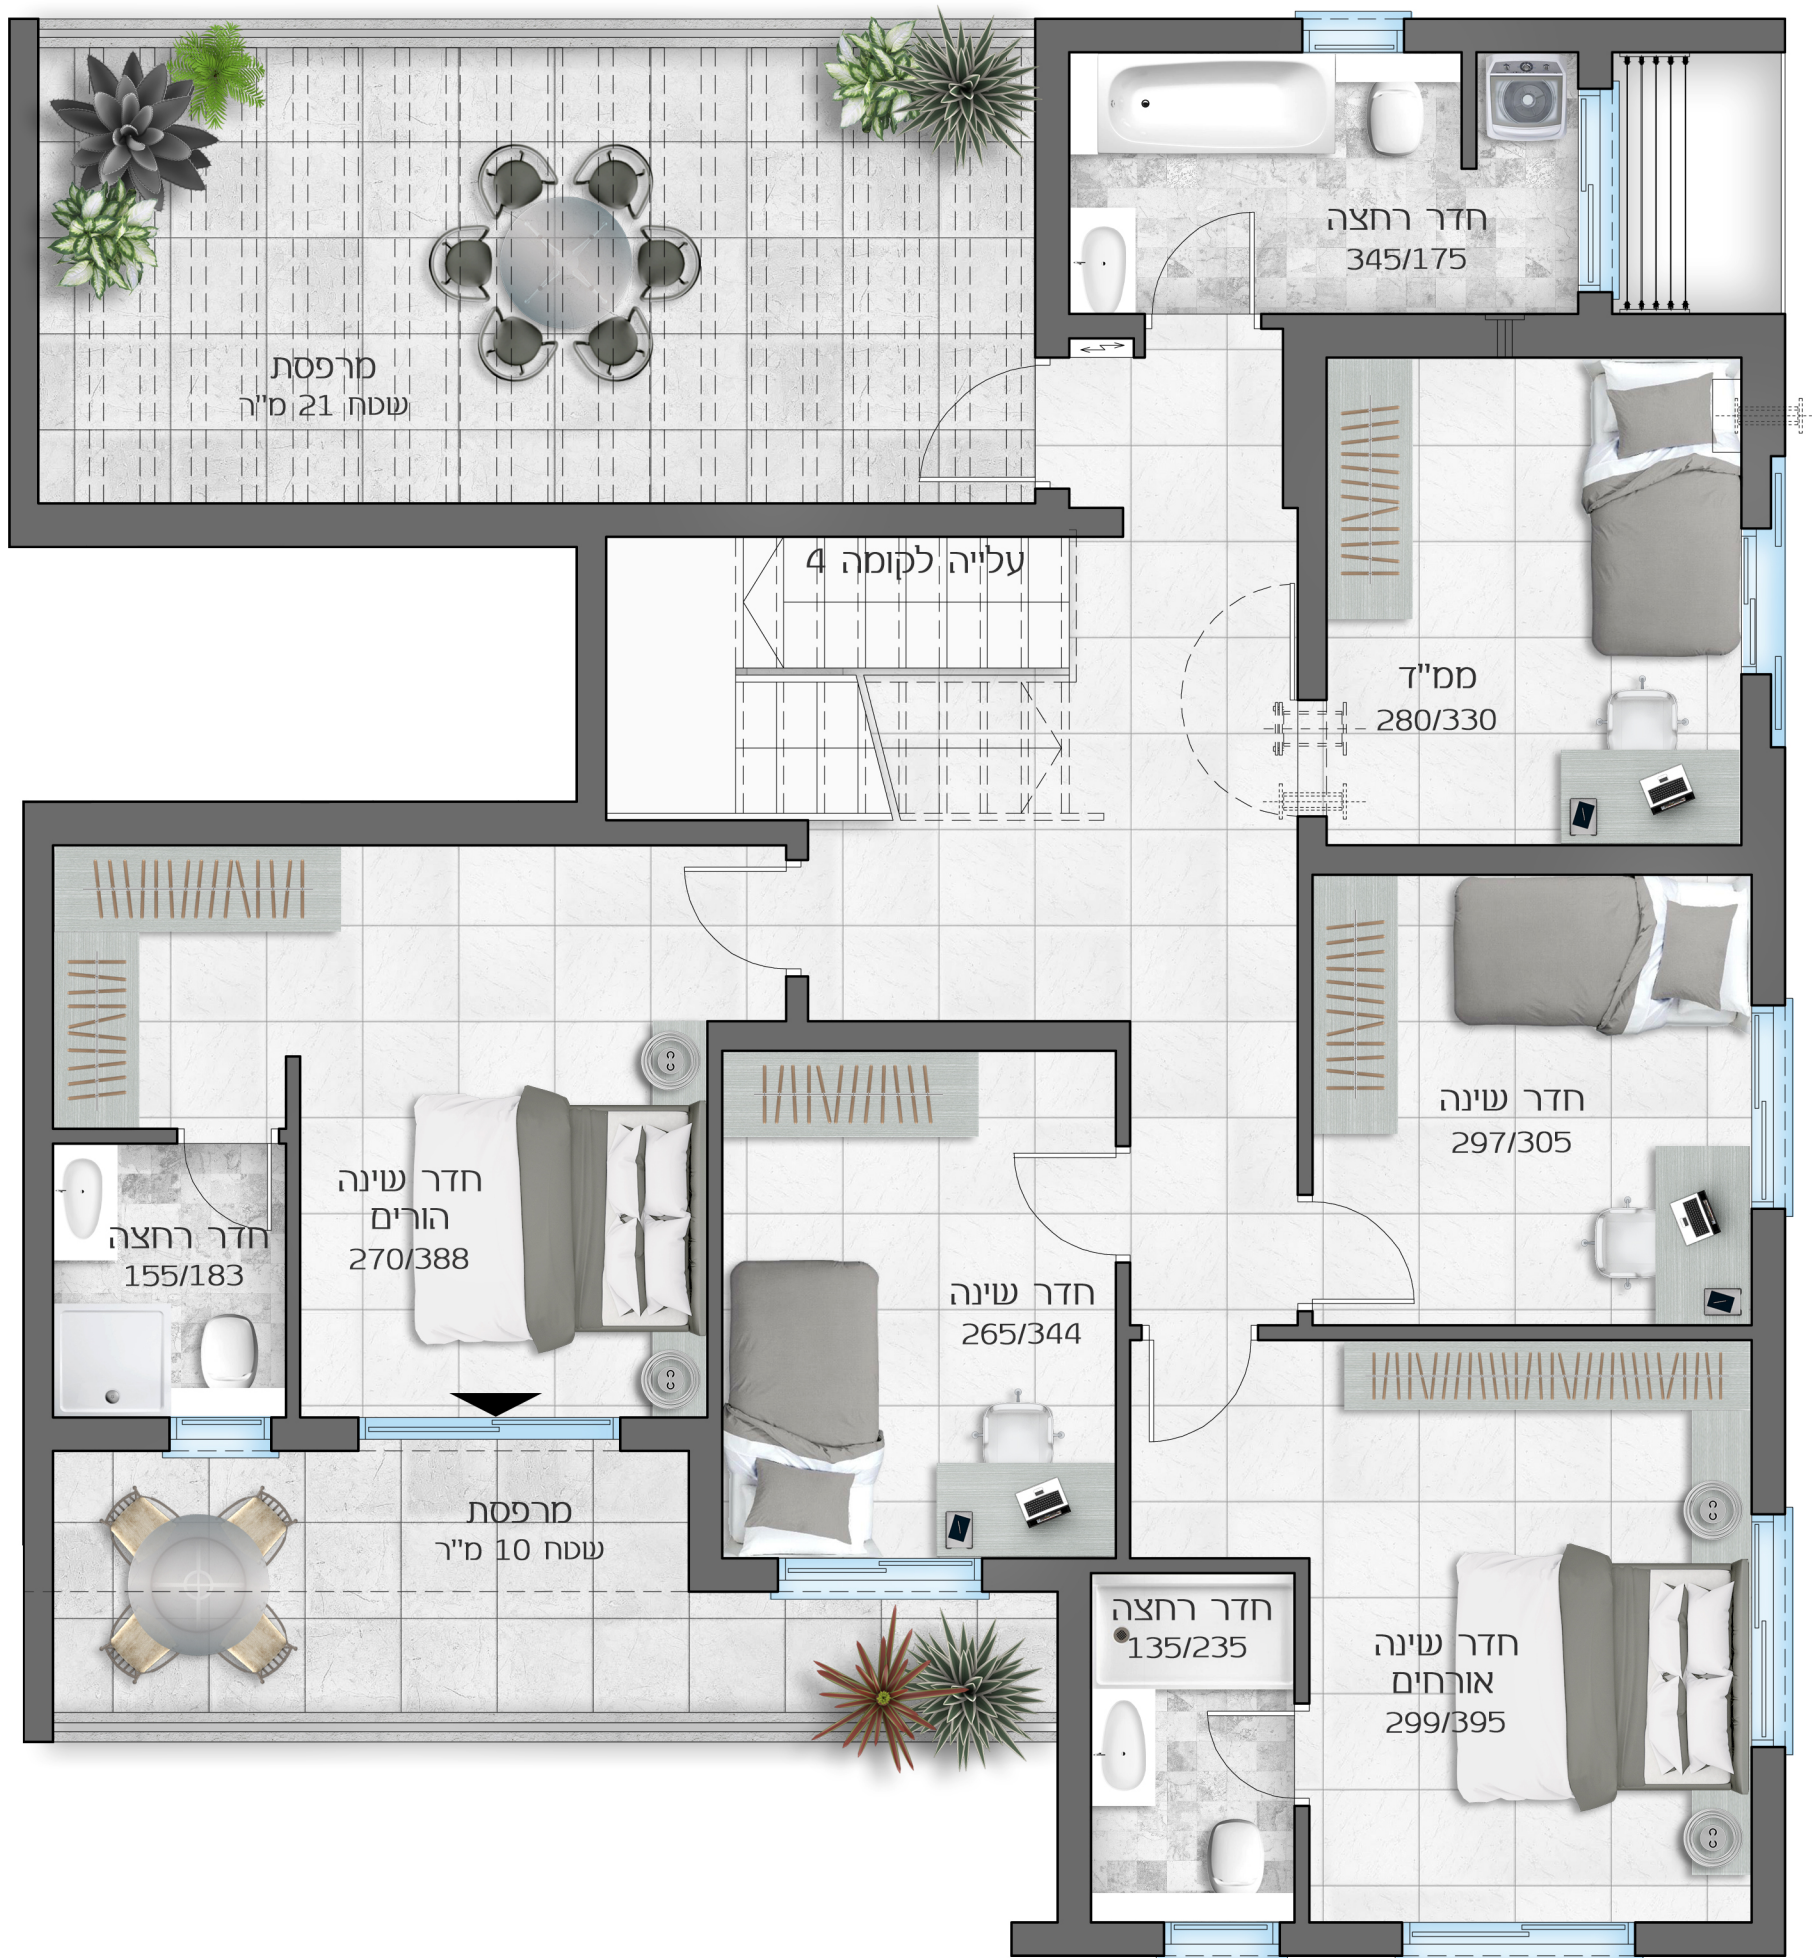 חדר רחצה
345/175
מרפסת
שטח 21 מ"ר
עלייה לקומה 4
ממ"ד
280/330
חדר שינה
297/305
חדר שינה
הורים
270/388
חדר רחצה
155/183
חדר שינה
265/344
מרפסת
שטח 10 מ"ר
חדר רחצה
135/235
חדר שינה
אורחים
299/395